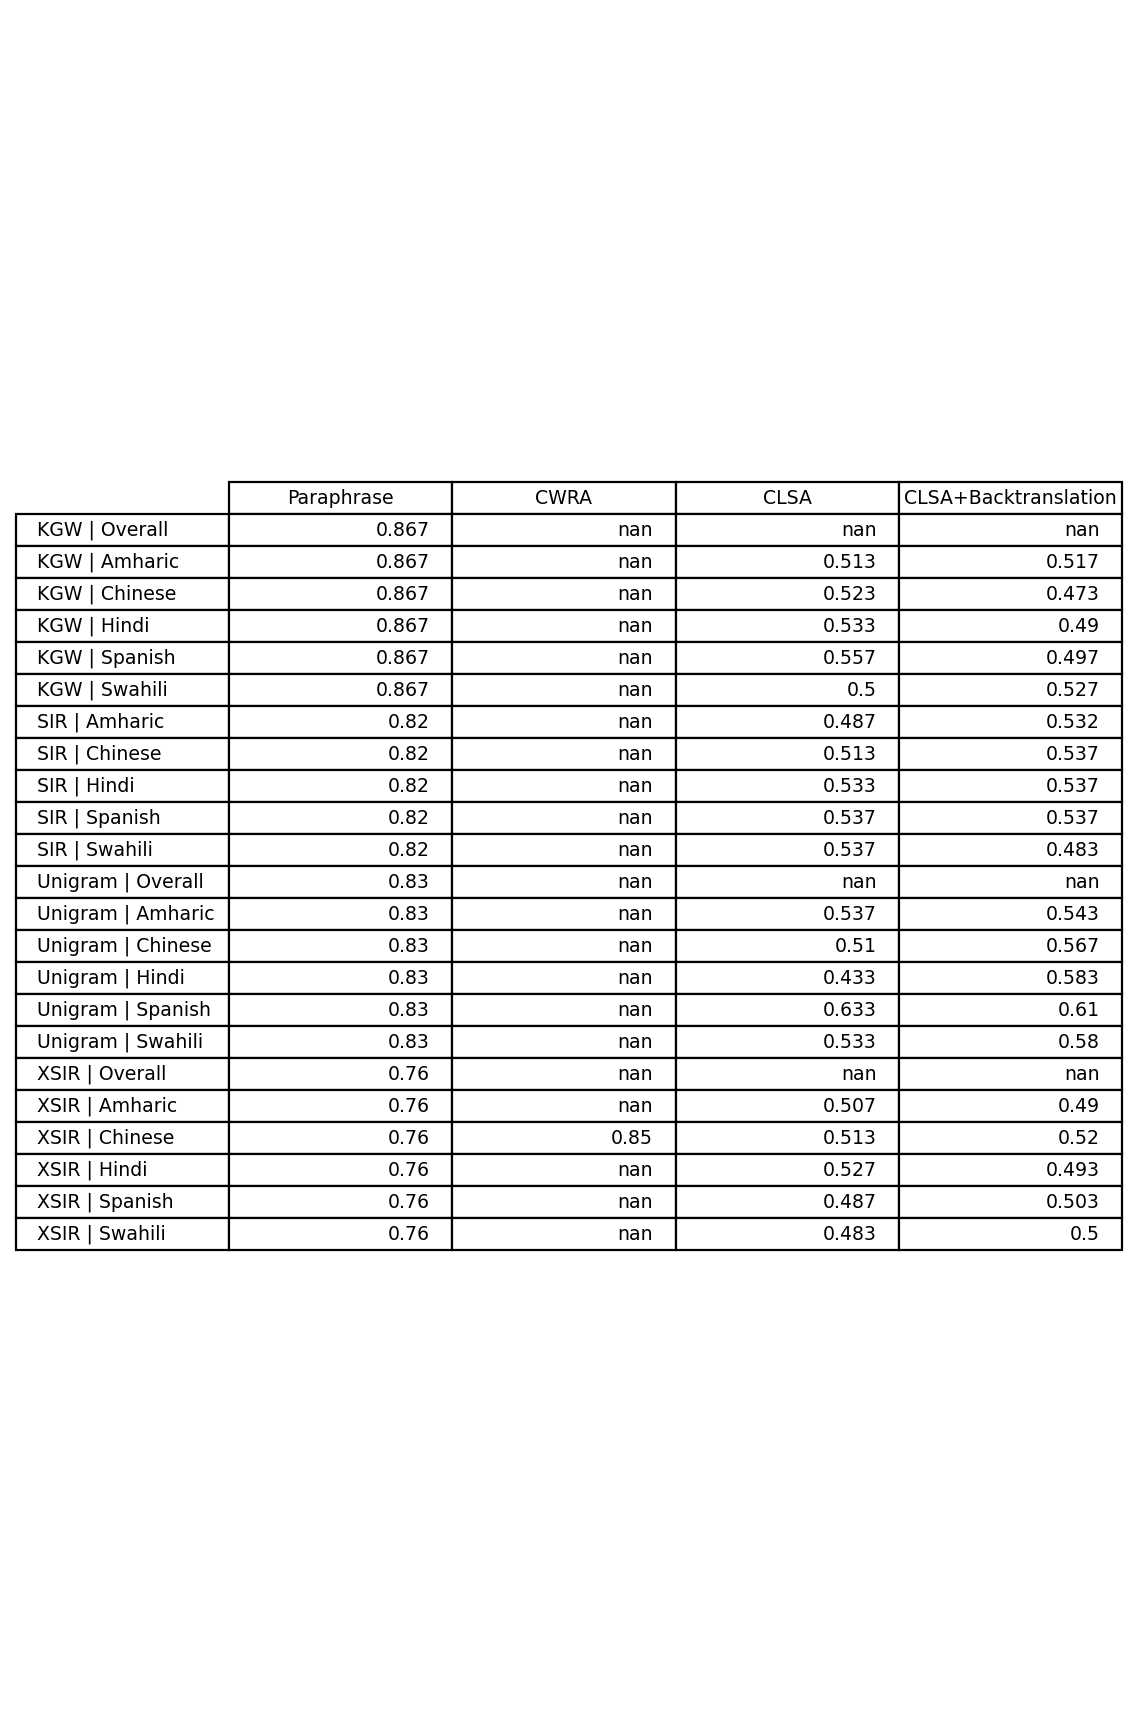 Paraphrase CWRA CLSA CLSA+Backtranslation
KGW | Overall 0.867 nan nan nan
KGW | Amharic 0.867 nan 0.513 0.517
KGW | Chinese 0.867 nan 0.523 0.473
KGW | Hindi 0.867 nan 0.533 0.49
KGW | Spanish 0.867 nan 0.557 0.497
KGW | Swahili 0.867 nan 0.5 0.527
SIR | Amharic 0.82 nan 0.487 0.532
SIR | Chinese 0.82 nan 0.513 0.537
SIR | Hindi 0.82 nan 0.533 0.537
SIR | Spanish 0.82 nan 0.537 0.537
SIR | Swahili 0.82 nan 0.537 0.483
Unigram | Overall 0.83 nan nan nan
Unigram | Amharic 0.83 nan 0.537 0.543
Unigram | Chinese 0.83 nan 0.51 0.567
Unigram | Hindi 0.83 nan 0.433 0.583
Unigram | Spanish 0.83 nan 0.633 0.61
Unigram | Swahili 0.83 nan 0.533 0.58
XSIR | Overall 0.76 nan nan nan
XSIR | Amharic 0.76 nan 0.507 0.49
XSIR | Chinese 0.76 0.85 0.513 0.52
XSIR | Hindi 0.76 nan 0.527 0.493
XSIR | Spanish 0.76 nan 0.487 0.503
XSIR | Swahili 0.76 nan 0.483 0.5